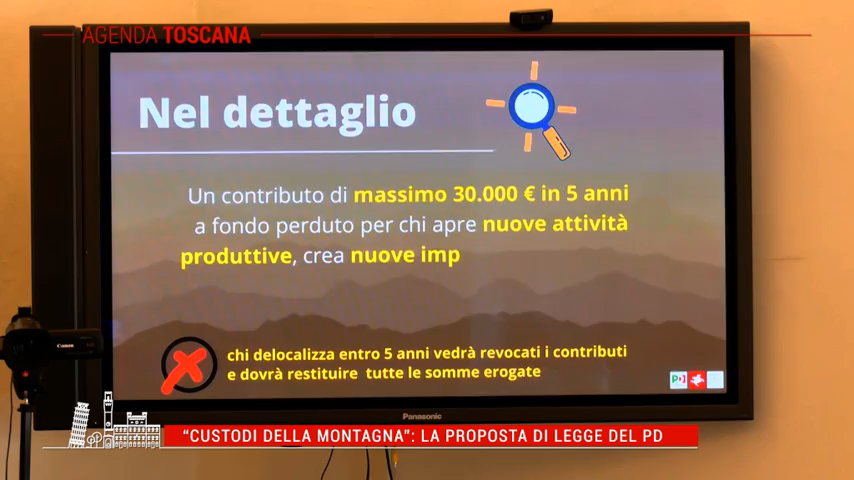 AGENDA TOSCANA
Nel dettaglio
Un contributo di massimo 30.000 € in 5 anni
a fondo perduto per chi apre nuove attività
produttive, crea nuove imp
chi delocalizza entro 5 anni vedrà revocati i contributi
e dovrà restituire tutte le somme erogate
PD
Canon
Panasonic
“CUSTODI DELLA MONTAGNA”: LA PROPOSTA DI LEGGE DEL PD